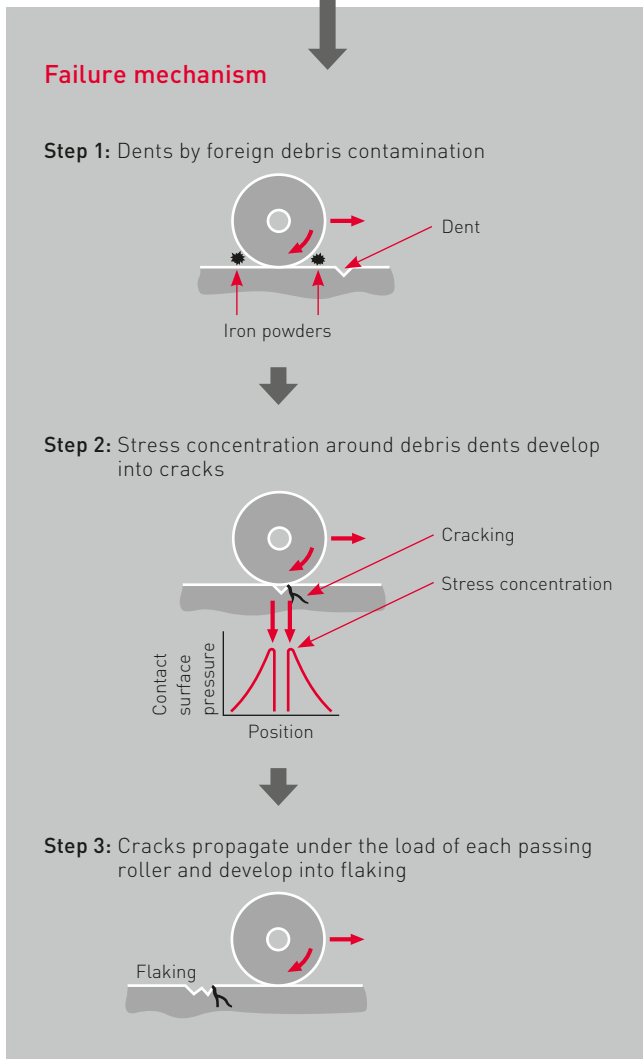 Failure mechanism
Step 1: Dents by foreign debris contamination
Dent
Iron powders
Step 2: Stress concentration around debris dents develop
into cracks
Cracking
Stress concentration
Contact
surface
pressure
Position
Step 3: Cracks propagate under the load of each passing
roller and develop into flaking
Flaking